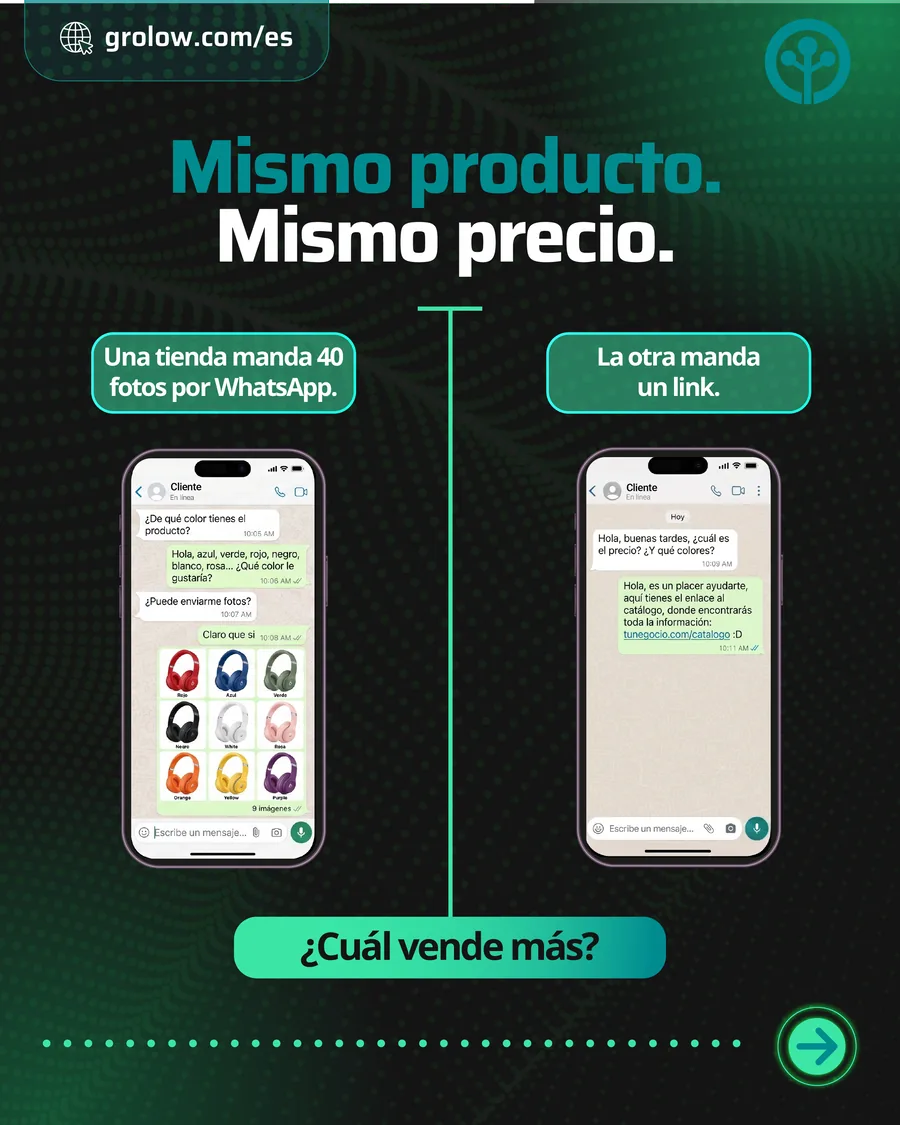 grolow.com/es
Mismo producto.
Mismo precio.
Una tienda manda 40
fotos por WhatsApp.
Cliente
En línea
¿De qué color tienes el
producto?
10:05 AM
Hola, azul, verde, rojo, negro,
blanco, rosa... ¿Qué color le
gustaría?
10:06 AM
¿Puede enviarme fotos?
10:07 AM
Claro que si
10:08 AM
Rojo
Azul
Verde
Negro
White
Rosa
Orange
Yellow
Purple
9 imágenes
Escribe un mensaje...
La otra manda
un link.
Cliente
En línea
Hoy
Hola, buenas tardes, ¿cuál es
el precio? ¿Y qué colores?
10:09 AM
Hola, es un placer ayudarte,
aquí tienes el enlace al
catálogo, donde encontrarás
toda la información:
tunegocio.com/catalogo :D
10:11 AM
Escribe un mensaje...
¿Cuál vende más?